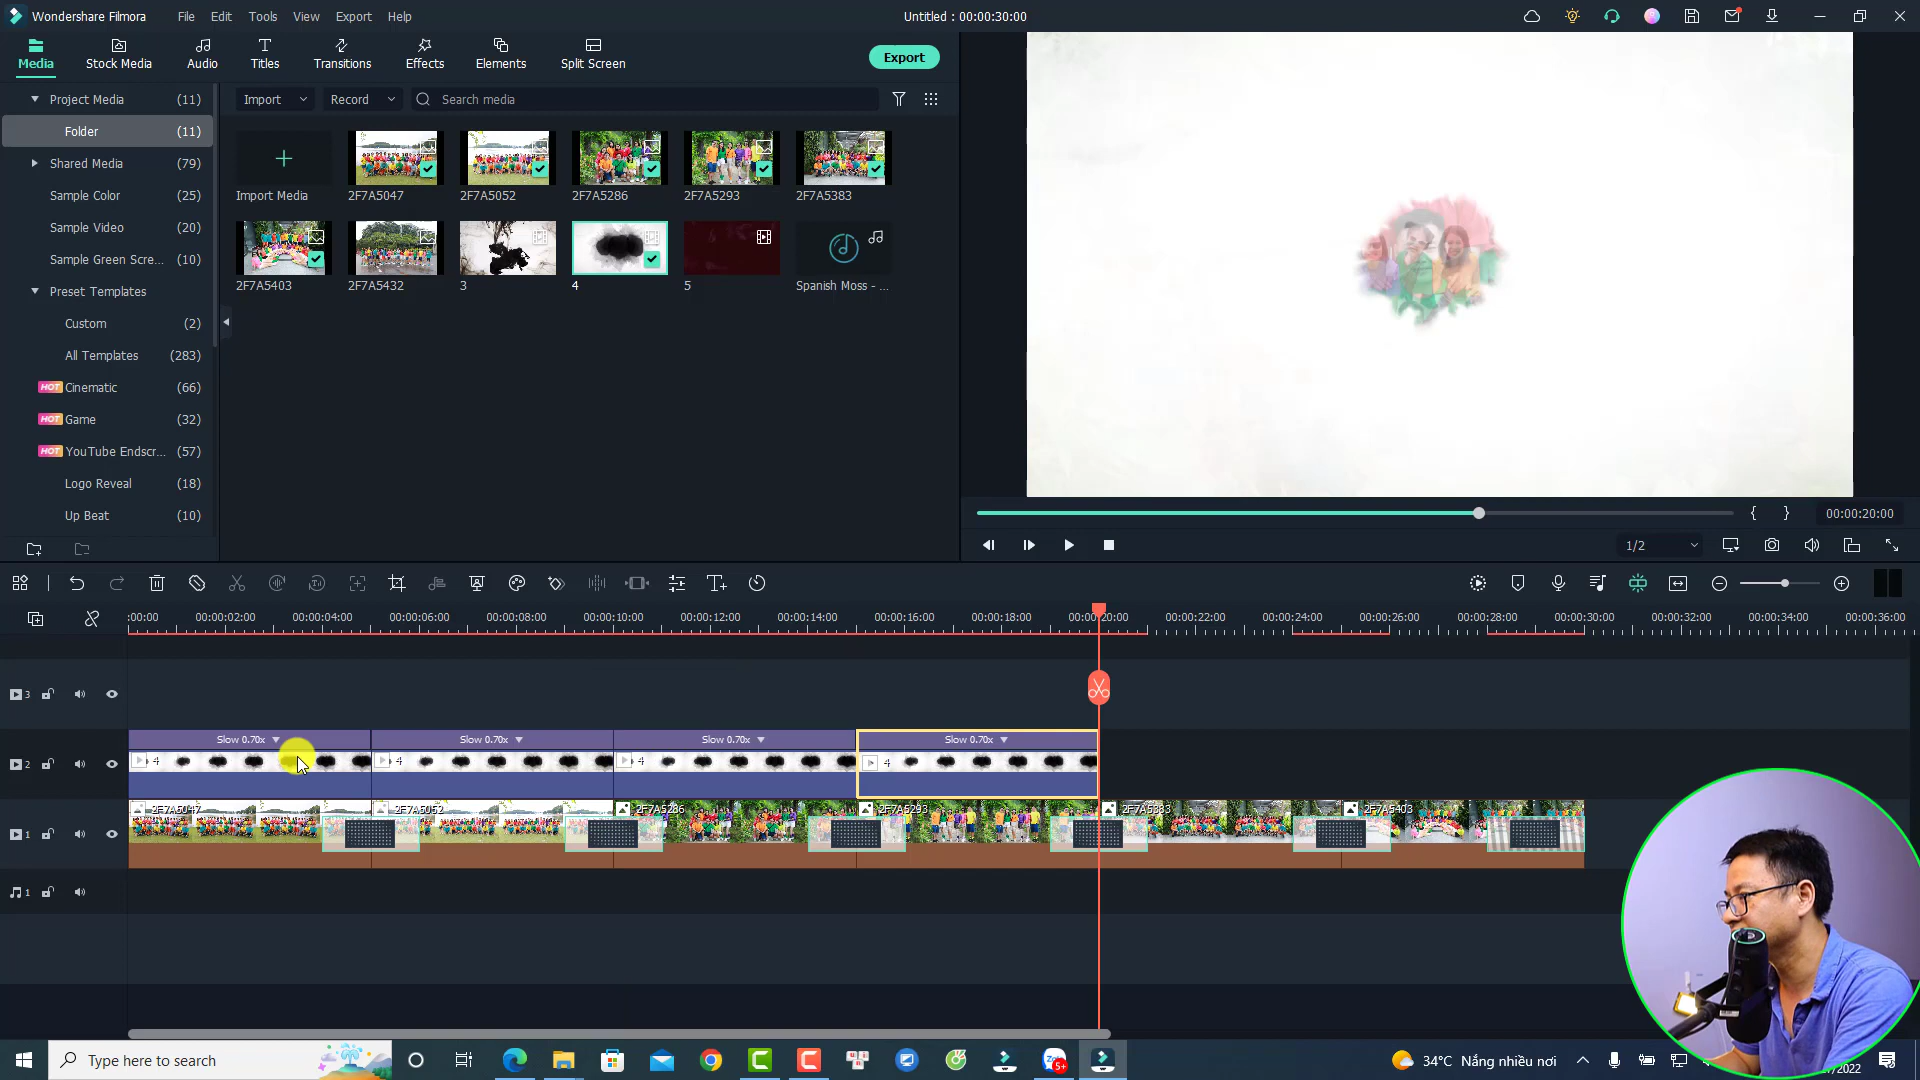 Wondershare Filmora
File Edit Tools View Export Help
Untitled : 00:00:30:00
Media
Stock Media
Audio
Titles
Transitions
Effects
Elements
Split Screen
Export
Project Media (11)
Folder (11)
Shared Media (79)
Sample Color (25)
Sample Video (20)
Sample Green Scre... (10)
Preset Templates
Custom (2)
All Templates (283)
HOT Cinematic (66)
HOT Game (32)
HOT YouTube Endscr... (57)
Logo Reveal (18)
Up Beat (10)
Import Record Search media
Import Media 2F7A5047 2F7A5052 2F7A5286 2F7A5293 2F7A5383
2F7A5403 2F7A5432 3 4 5 Spanish Moss - ...
00:00:20:00
1/2
:00:00 00:00:02:00 00:00:04:00 00:00:06:00 00:00:08:00 00:00:10:00 00:00:12:00 00:00:14:00 00:00:16:00 00:00:18:00 00:00:20:00 00:00:22:00 00:00:24:00 00:00:26:00 00:00:28:00 00:00:30:00 00:00:32:00 00:00:34:00 00:00:36:00
3
Slow 0.70x Slow 0.70x Slow 0.70x Slow 0.70x
2 4 4 4 4
2F7A5047 2F7A5052 2F7A5286 2F7A5293 2F7A5383 2F7A5403
1
1
Type here to search
5+
34°C Nắng nhiều nơi
/2022